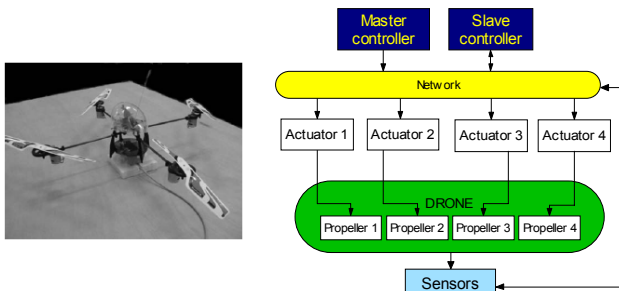 Master
controller
Slave
controller
Network
Actuator 1
Actuator 2
Actuator 3
Actuator 4
DRONE
Propeller 1
Propeller 2
Propeller 3
Propeller 4
Sensors